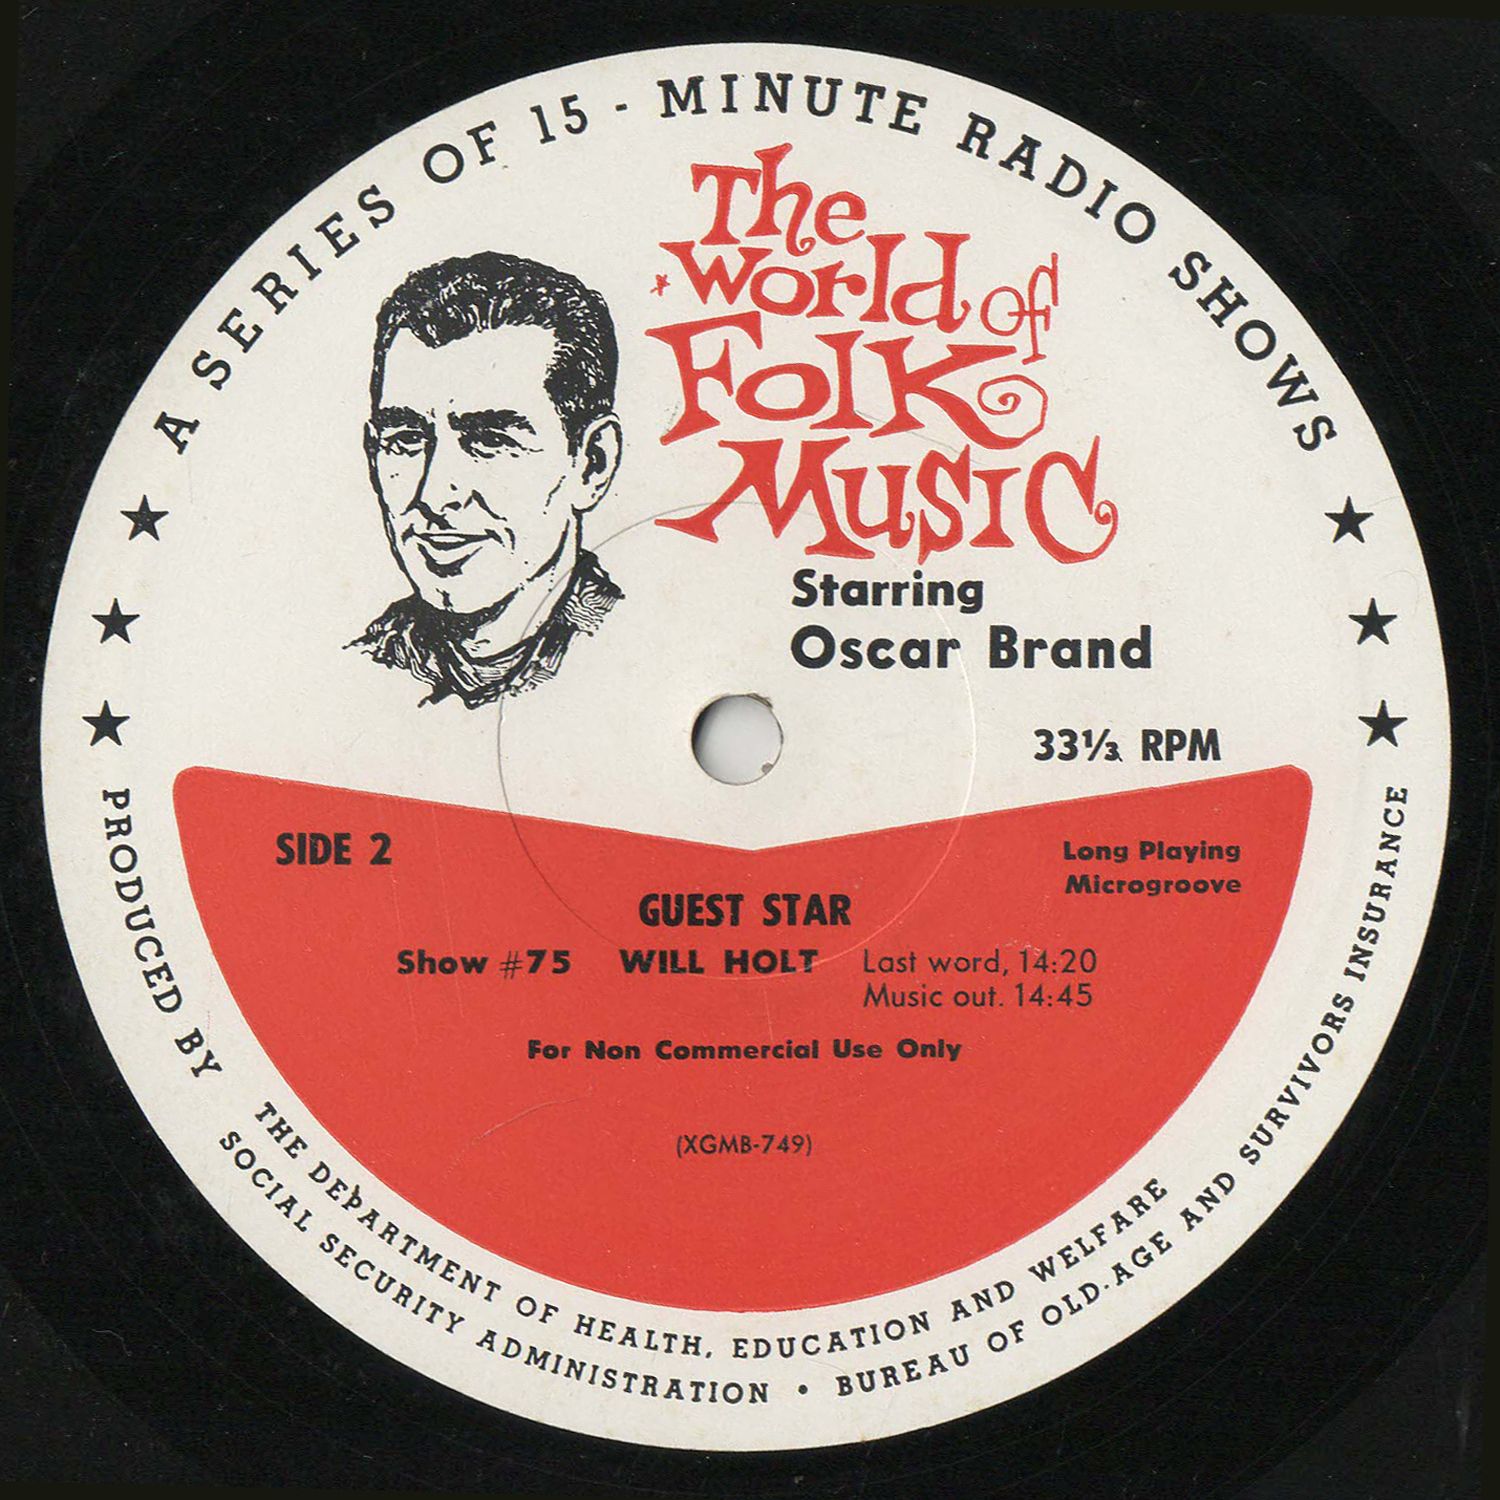 A SERIES OF 15 - MINUTE RADIO SHOWS
The
World of
Folk
Music
Starring
Oscar Brand
33⅓ RPM
SIDE 2
Long Playing
Microgroove
GUEST STAR
Show #75 WILL HOLT Last word, 14:20
Music out. 14:45
For Non Commercial Use Only
(XGMB-749)
PRODUCED BY
THE DEPARTMENT OF HEALTH, EDUCATION AND WELFARE
SOCIAL SECURITY ADMINISTRATION • BUREAU OF OLD-AGE AND SURVIVORS INSURANCE